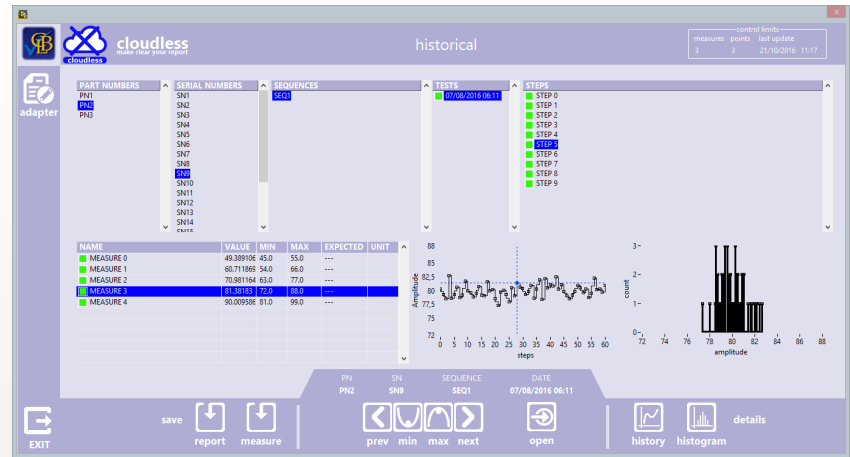 cloudless
make clear your report
cloudless
historical
control limits
measures points last update
3 3 21/10/2016 11:17
adapter
PART NUMBERS
PN1
PN2
PN3
SERIAL NUMBERS
SN1
SN2
SN3
SN4
SN5
SN6
SN7
SN8
SN9
SN10
SN11
SN12
SN13
SN14
SN15
SEQUENCES
SEQ1
TESTS
07/08/2016 06:11
STEPS
STEP 0
STEP 1
STEP 2
STEP 3
STEP 4
STEP 5
STEP 6
STEP 7
STEP 8
STEP 9
NAME VALUE MIN MAX EXPECTED UNIT
MEASURE 0 49.389106 45.0 55.0 ---
MEASURE 1 60.711869 54.0 66.0 ---
MEASURE 2 70.981164 63.0 77.0 ---
MEASURE 3 81.38183 72.0 88.0 ---
MEASURE 4 90.009586 81.0 99.0 ---
Amplitude
88
85
82,5
80
77,5
75
72
0 5 10 15 20 25 30 35 40 45 50 55 60
steps
count
3
2
1
0
72 74 76 78 80 82 84 86 88
amplitude
PN SN SEQUENCE DATE
PN2 SN9 SEQ1 07/08/2016 06:11
EXIT
save
report measure
prev min max next
open
history histogram
details